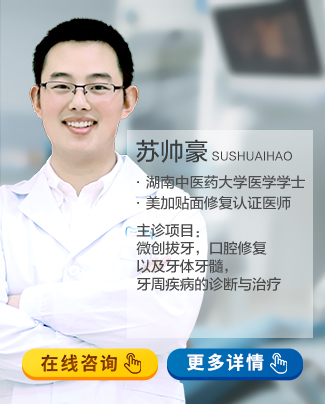 苏帅豪 SUSHUAIHAO
· 湖南中医药大学医学学士
· 美加贴面修复认证医师
主诊项目：
微创拔牙，口腔修复
以及牙体牙髓，
牙周疾病的诊断与治疗
在线咨询
更多详情